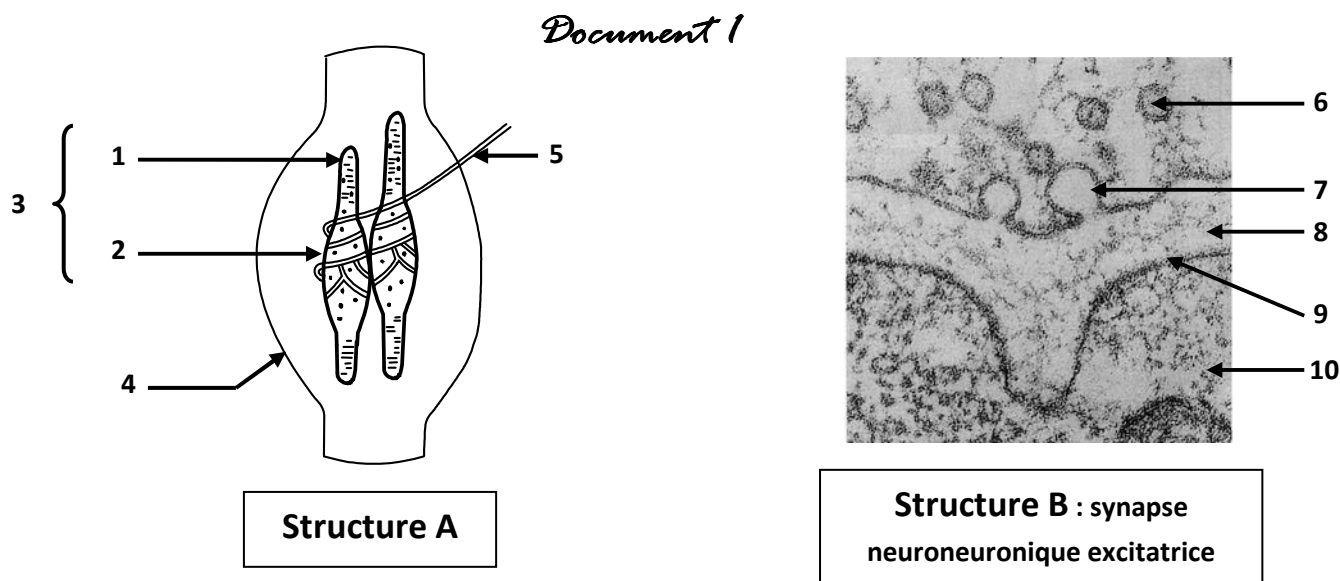 Document 1
3
1
2
4
5
Structure A
6
7
8
9
10
Structure B : synapse
neuroneuronique excitatrice